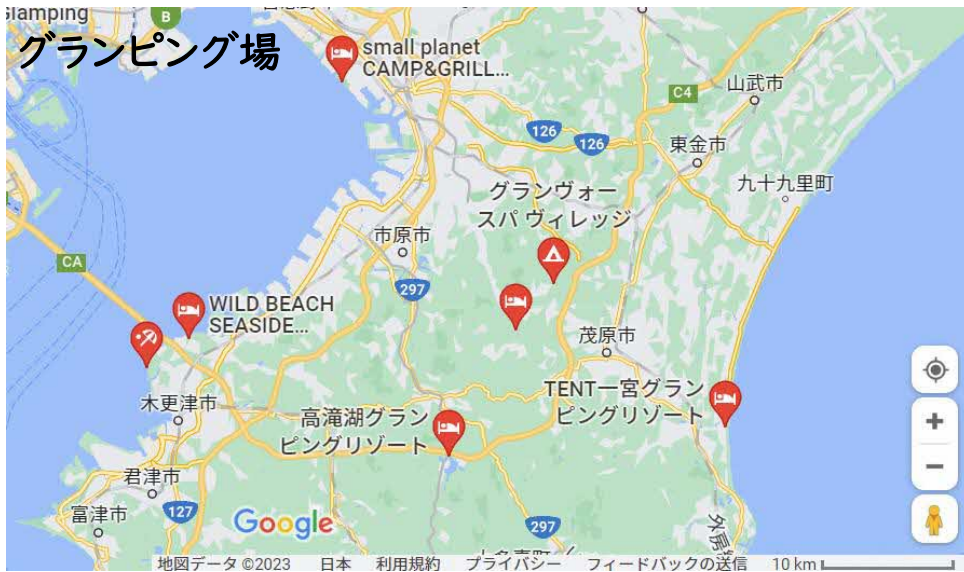 Glamping
B
グランピング場
small planet
CAMP&GRILL...
C4
山武市
126
126
東金市
九十九里町
グランヴォー
スパ ヴィレッジ
市原市
CA
297
WILD BEACH
SEASIDE...
茂原市
木更津市
高滝湖グラン
ピングリゾート
TENT一宮グラン
ピングリゾート
君津市
127
富津市
Google
297
地図データ ©2023 日本 利用規約 プライバシー フィードバックの送信 10 km